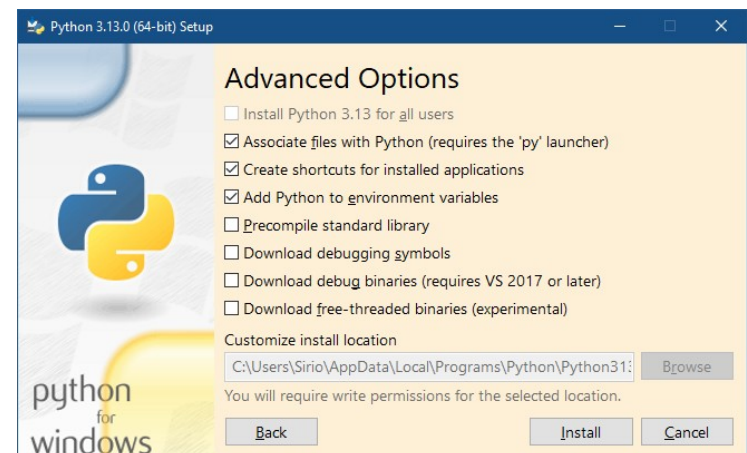 Python 3.13.0 (64-bit) Setup
Advanced Options
Install Python 3.13 for all users
Associate files with Python (requires the 'py' launcher)
Create shortcuts for installed applications
Add Python to environment variables
Precompile standard library
Download debugging symbols
Download debug binaries (requires VS 2017 or later)
Download free-threaded binaries (experimental)
Customize install location
C:\Users\Sirio\AppData\Local\Programs\Python\Python313 Browse
You will require write permissions for the selected location.
python
for
windows
Back Install Cancel